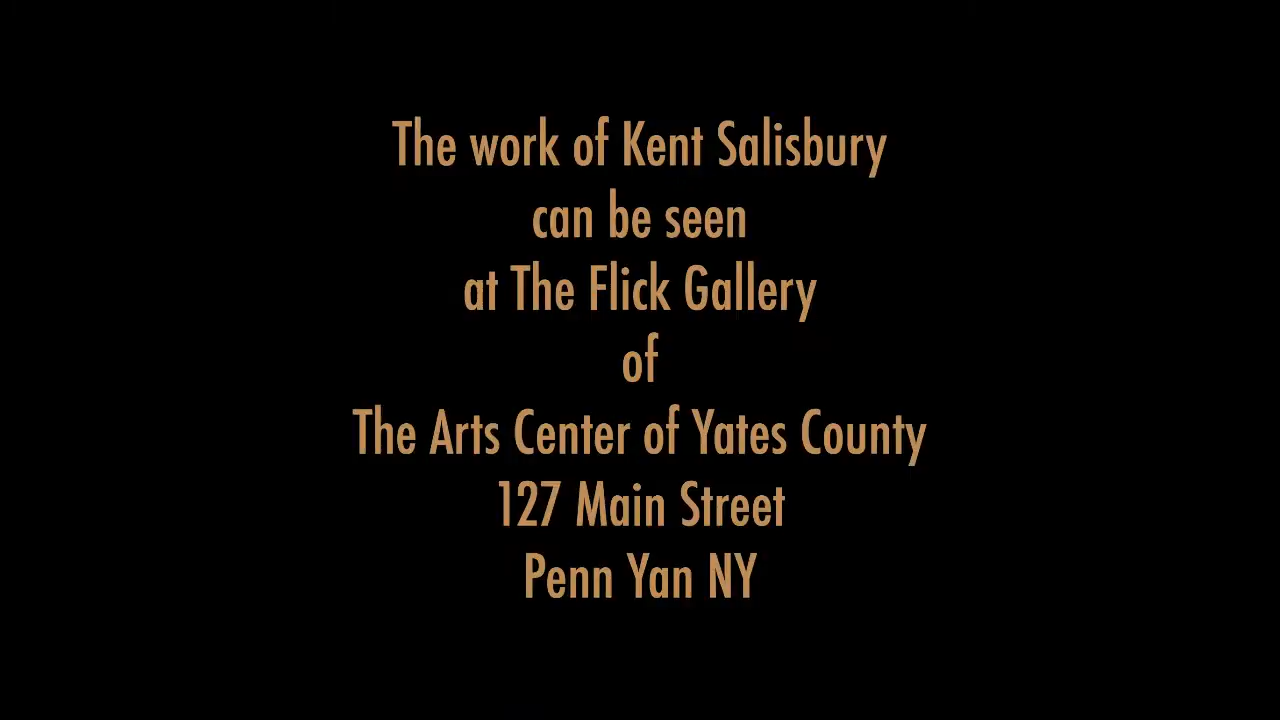 The work of Kent Salisbury
can be seen
at The Flick Gallery
of
The Arts Center of Yates County
127 Main Street
Penn Yan NY